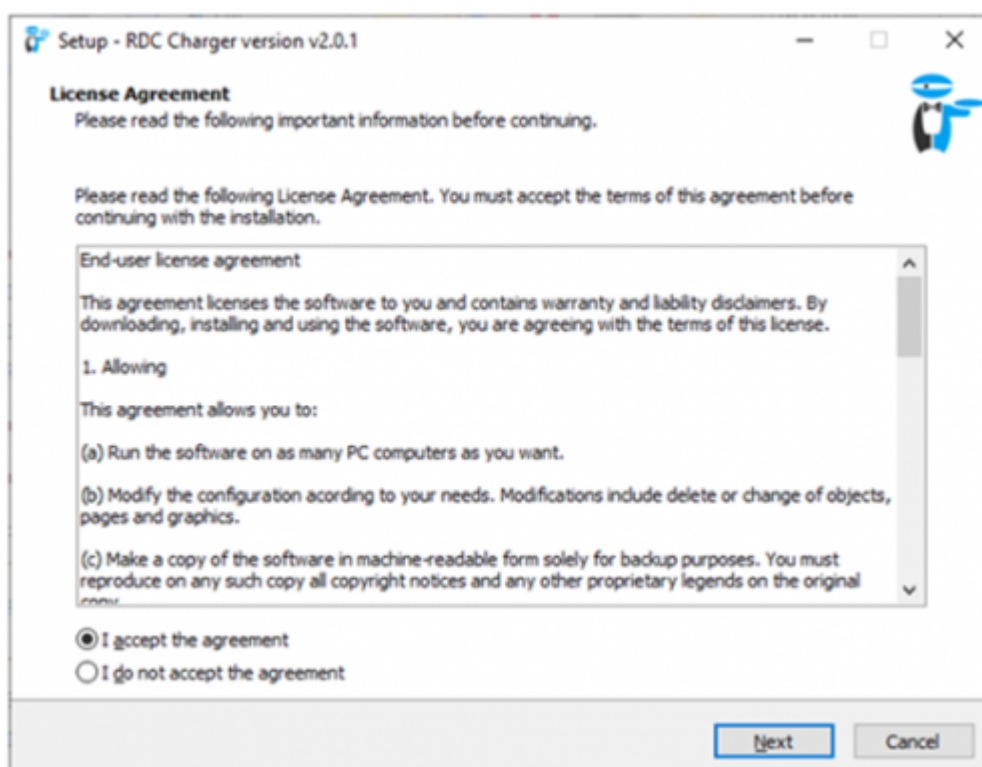 Setup - RDC Charger version v2.0.1
License Agreement
Please read the following important information before continuing.
Please read the following License Agreement. You must accept the terms of this agreement before
continuing with the installation.
End-user license agreement
This agreement licenses the software to you and contains warranty and liability disclaimers. By
downloading, installing and using the software, you are agreeing with the terms of this license.
1. Allowing
This agreement allows you to:
(a) Run the software on as many PC computers as you want.
(b) Modify the configuration acording to your needs. Modifications include delete or change of objects,
pages and graphics.
(c) Make a copy of the software in machine-readable form solely for backup purposes. You must
reproduce on any such copy all copyright notices and any other proprietary legends on the original
copy.
I accept the agreement
I do not accept the agreement
Next
Cancel